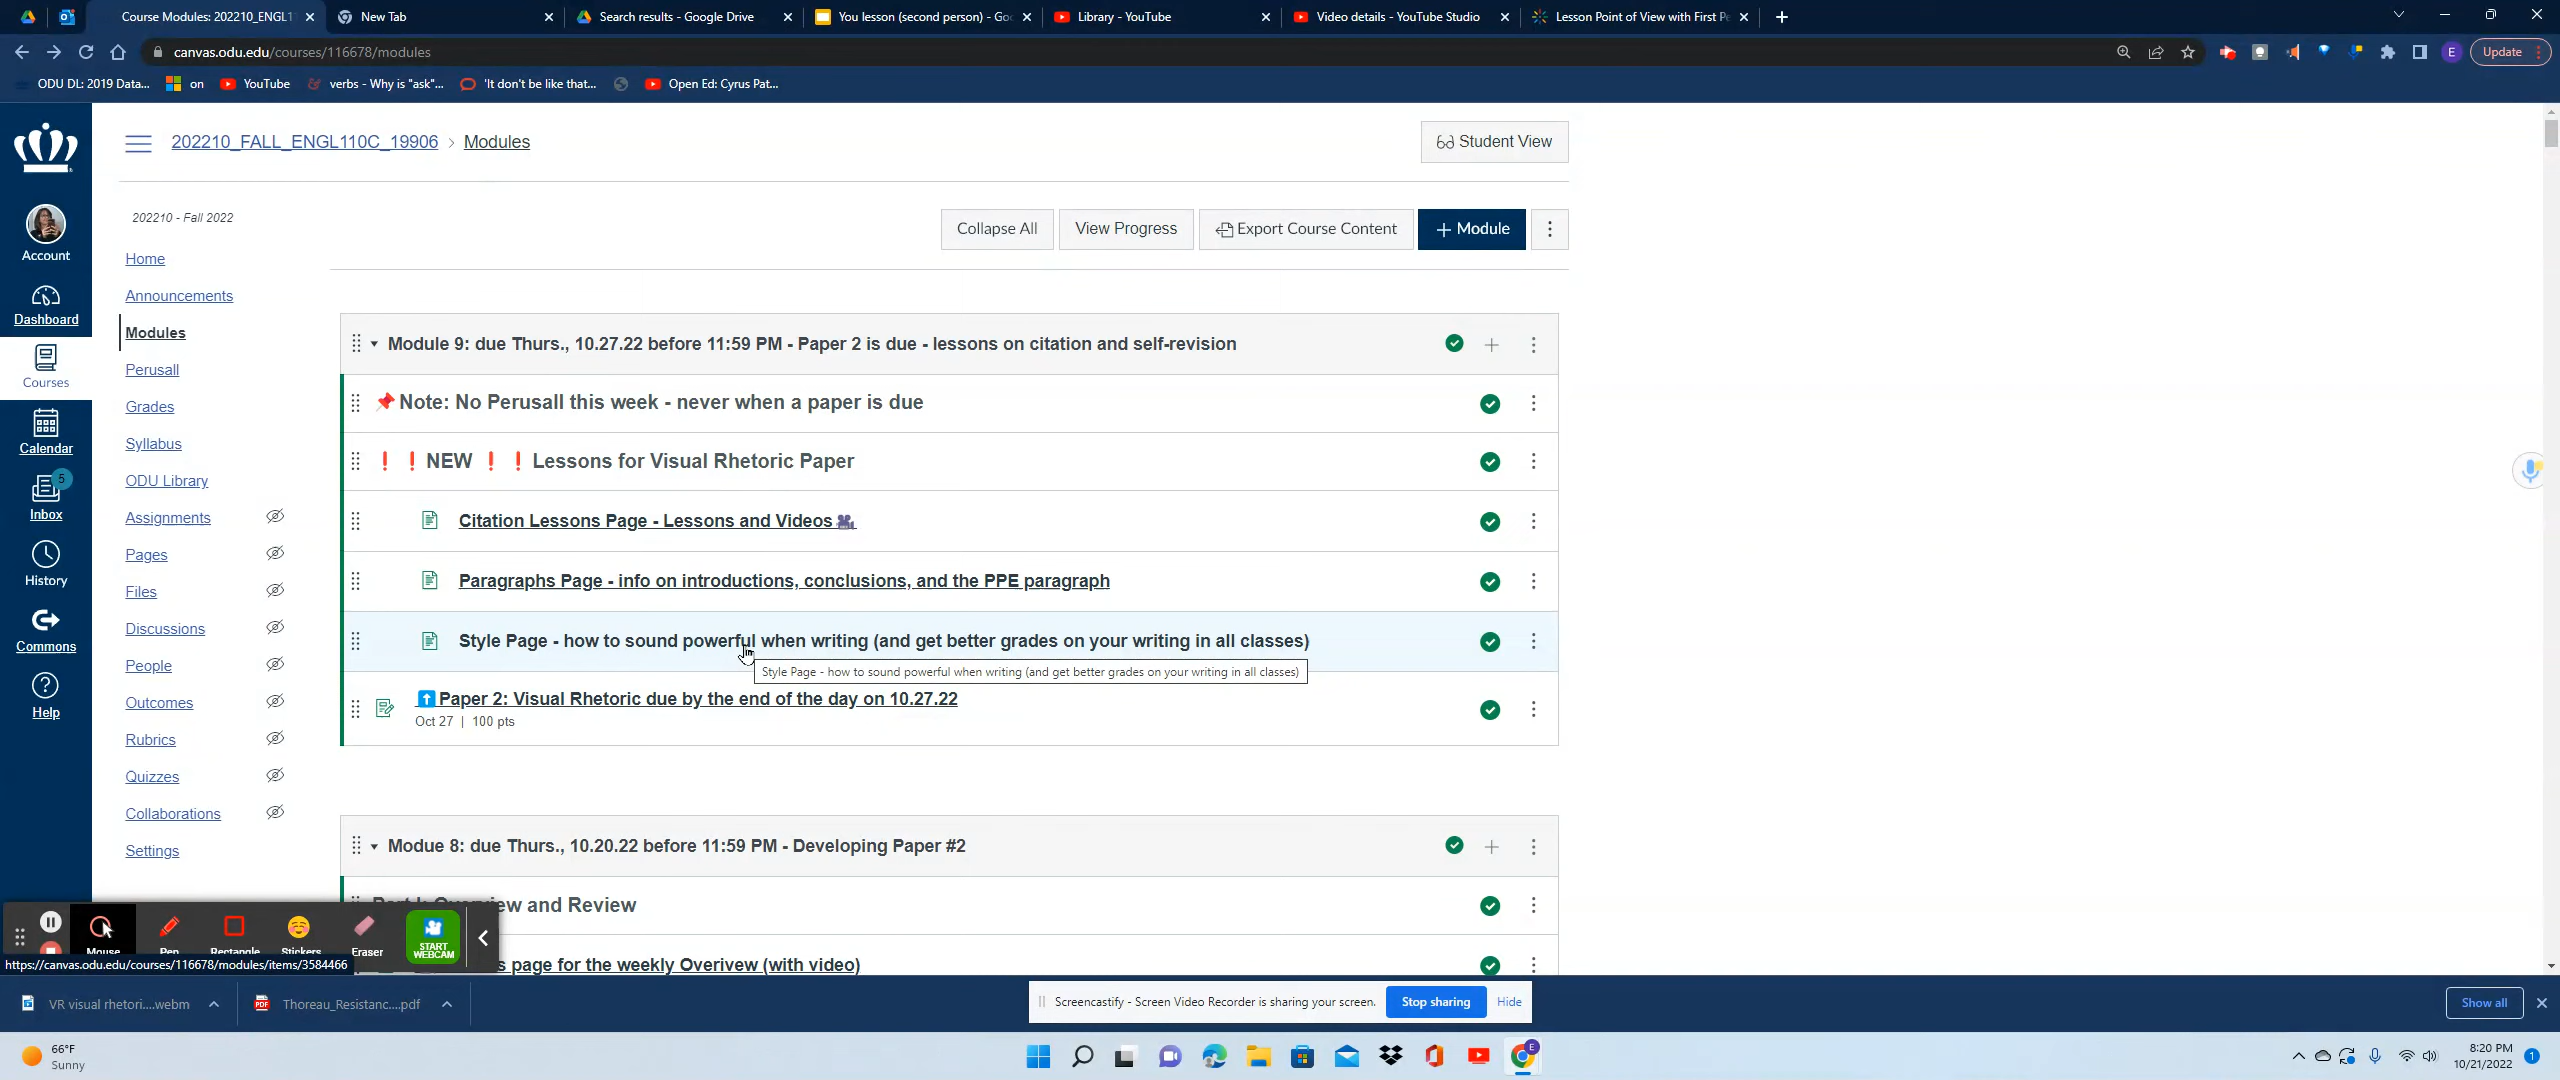 Course Modules: 202210_ENGL1
New Tab
Search results - Google Drive
You lesson (second person) - Goo
Library - YouTube
Video details - YouTube Studio
Lesson Point of View with First Pe
canvas.odu.edu/courses/116678/modules
E
Update
ODU DL: 2019 Data...
on
YouTube
verbs - Why is "ask"...
'It don't be like that...
Open Ed: Cyrus Pat...
202210_FALL_ENGL110C_19906 > Modules
Student View
202210 - Fall 2022
Collapse All
View Progress
Export Course Content
+ Module
Account
Dashboard
Courses
Calendar
5
Inbox
History
Commons
Help
Home
Announcements
Modules
Perusall
Grades
Syllabus
ODU Library
Assignments
Pages
Files
Discussions
People
Outcomes
Rubrics
Quizzes
Collaborations
Settings
Module 9: due Thurs., 10.27.22 before 11:59 PM - Paper 2 is due - lessons on citation and self-revision
📌Note: No Perusall this week - never when a paper is due
❗❗NEW❗❗Lessons for Visual Rhetoric Paper
Citation Lessons Page - Lessons and Videos🎥
Paragraphs Page - info on introductions, conclusions, and the PPE paragraph
Style Page - how to sound powerful when writing (and get better grades on your writing in all classes)
Style Page - how to sound powerful when writing (and get better grades on your writing in all classes)
⬆Paper 2: Visual Rhetoric due by the end of the day on 10.27.22
Oct 27 | 100 pts
Modue 8: due Thurs., 10.20.22 before 11:59 PM - Developing Paper #2
ew and Review
s page for the weekly Overivew (with video)
Mouse
Pen
Rectangle
Stickers
Eraser
START WEBCAM
https://canvas.odu.edu/courses/116678/modules/items/3584466
VR visual rhetori....webm
Thoreau_Resistanc....pdf
Screencastify - Screen Video Recorder is sharing your screen.
Stop sharing
Hide
Show all
66°F
Sunny
E
8:20 PM
10/21/2022
1